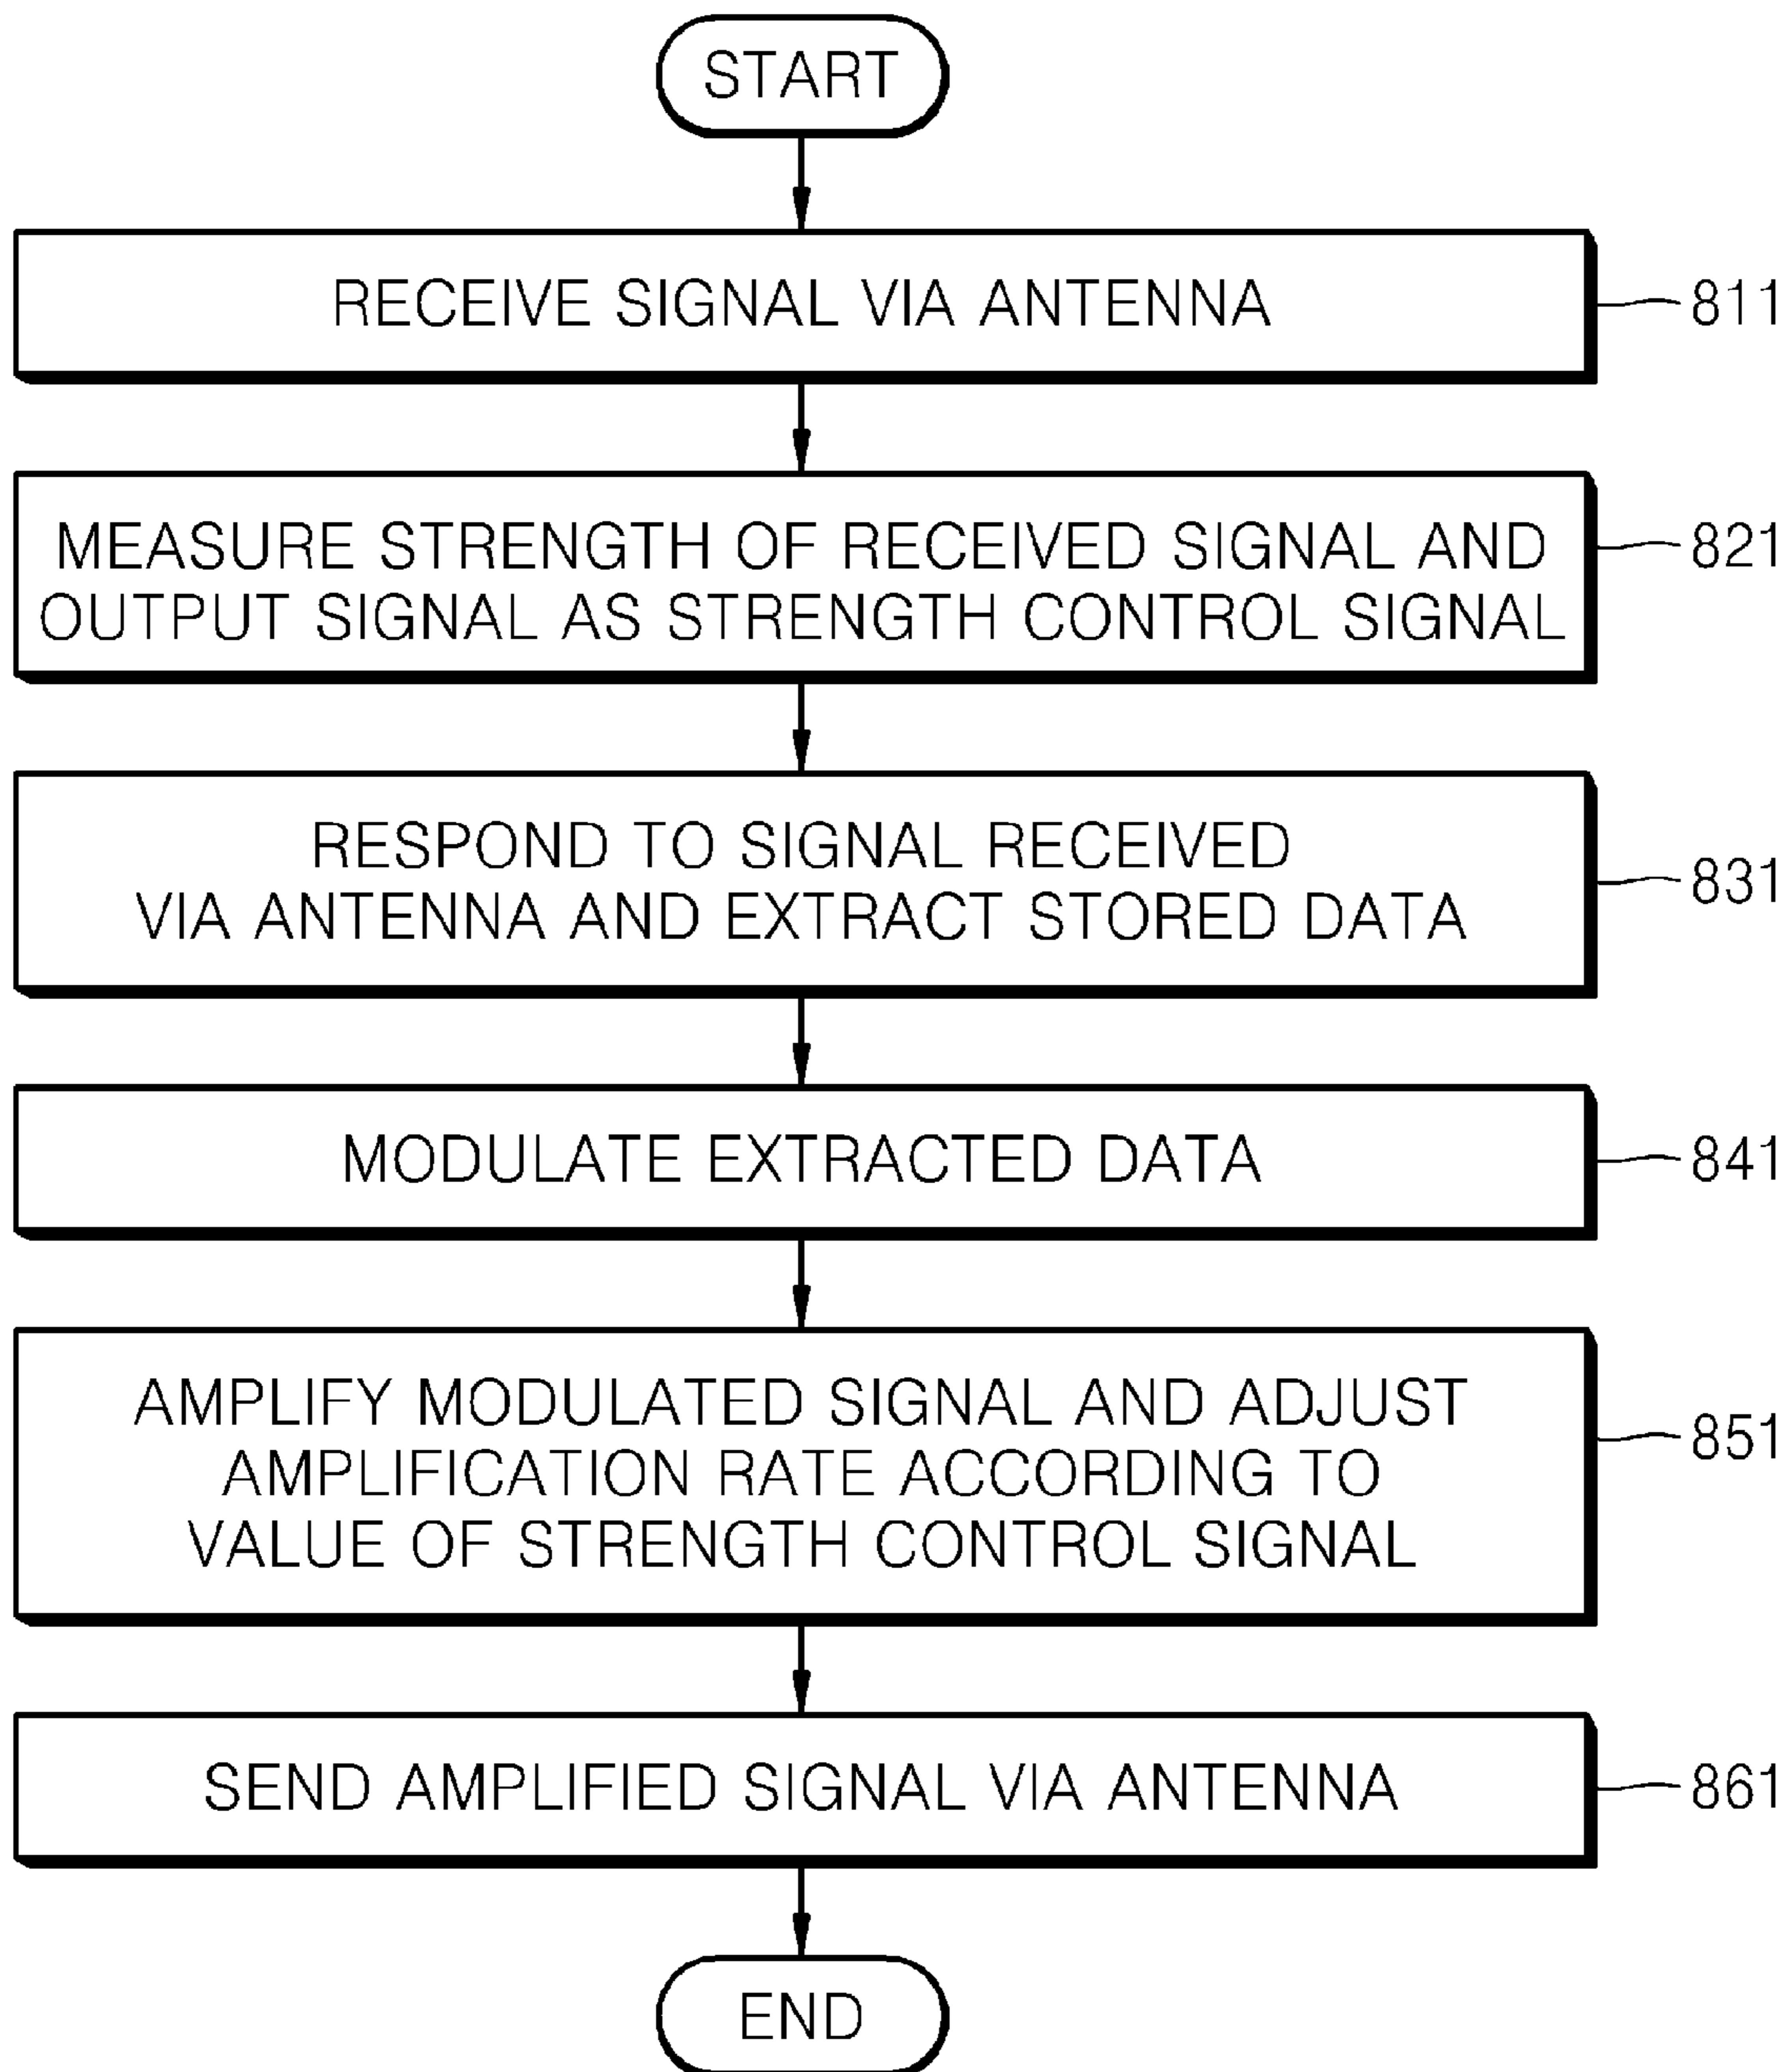 START
RECEIVE SIGNAL VIA ANTENNA
811
MEASURE STRENGTH OF RECEIVED SIGNAL AND
OUTPUT SIGNAL AS STRENGTH CONTROL SIGNAL
821
RESPOND TO SIGNAL RECEIVED
VIA ANTENNA AND EXTRACT STORED DATA
831
MODULATE EXTRACTED DATA
841
AMPLIFY MODULATED SIGNAL AND ADJUST
AMPLIFICATION RATE ACCORDING TO
VALUE OF STRENGTH CONTROL SIGNAL
851
SEND AMPLIFIED SIGNAL VIA ANTENNA
861
END